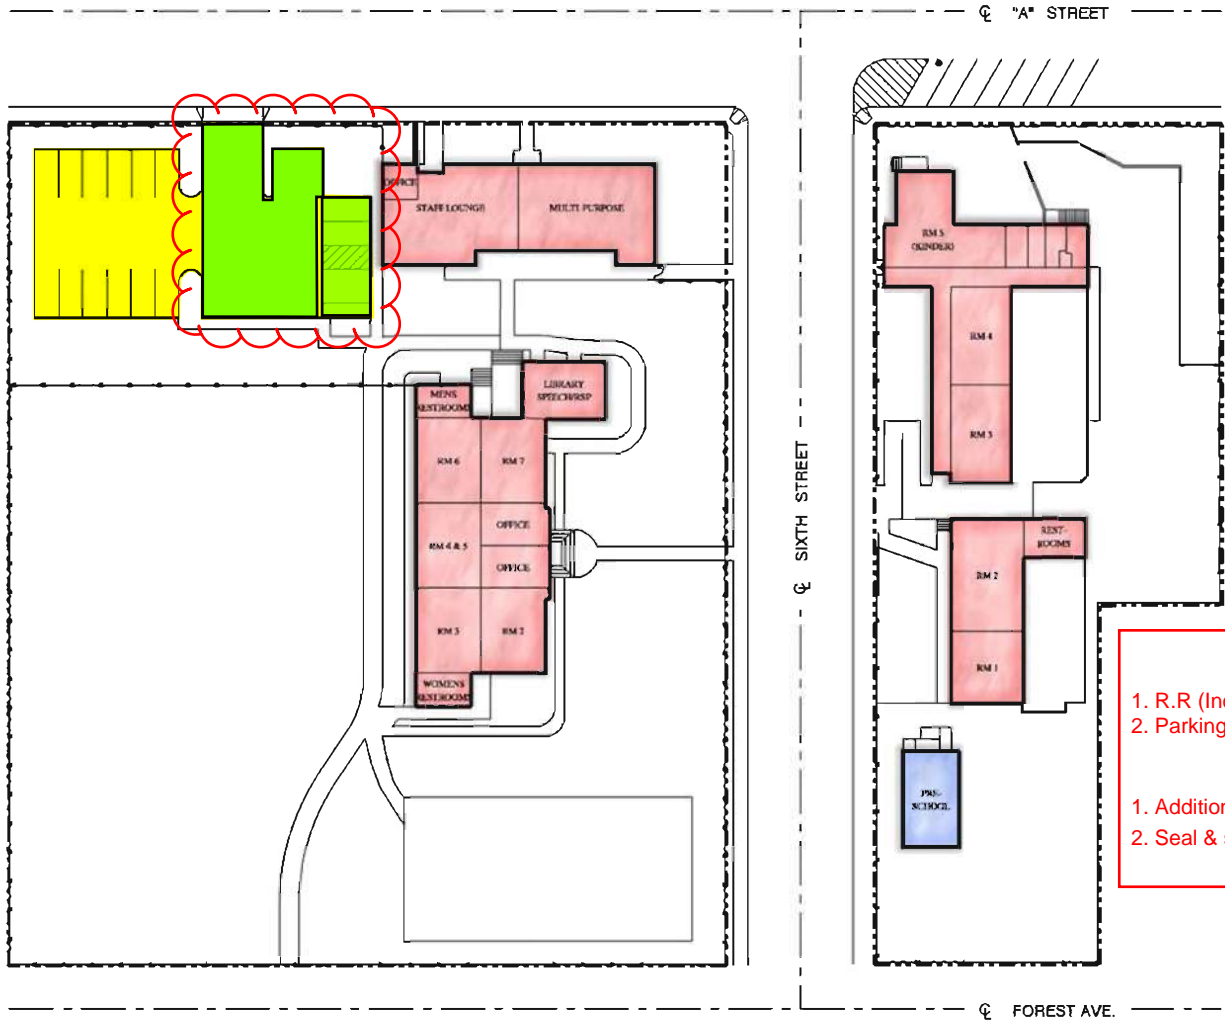 ℄ "A" STREET
OFFICE
STAFF LOUNGE
MULTI PURPOSE
RM 5
(KINDER)
RM 4
RM 3
LIBRARY
SPEECH/RSP
MENS
RESTROOMS
RM 6
RM 7
RM 4 & 5
OFFICE
OFFICE
RM 3
RM 2
WOMENS
RESTROOMS
℄ SIXTH STREET
REST-
ROOMS
RM 2
RM 1
PRE-
SCHOOL
1. R.R
2. Parking
1.
2. Seal &
℄ FOREST AVE.